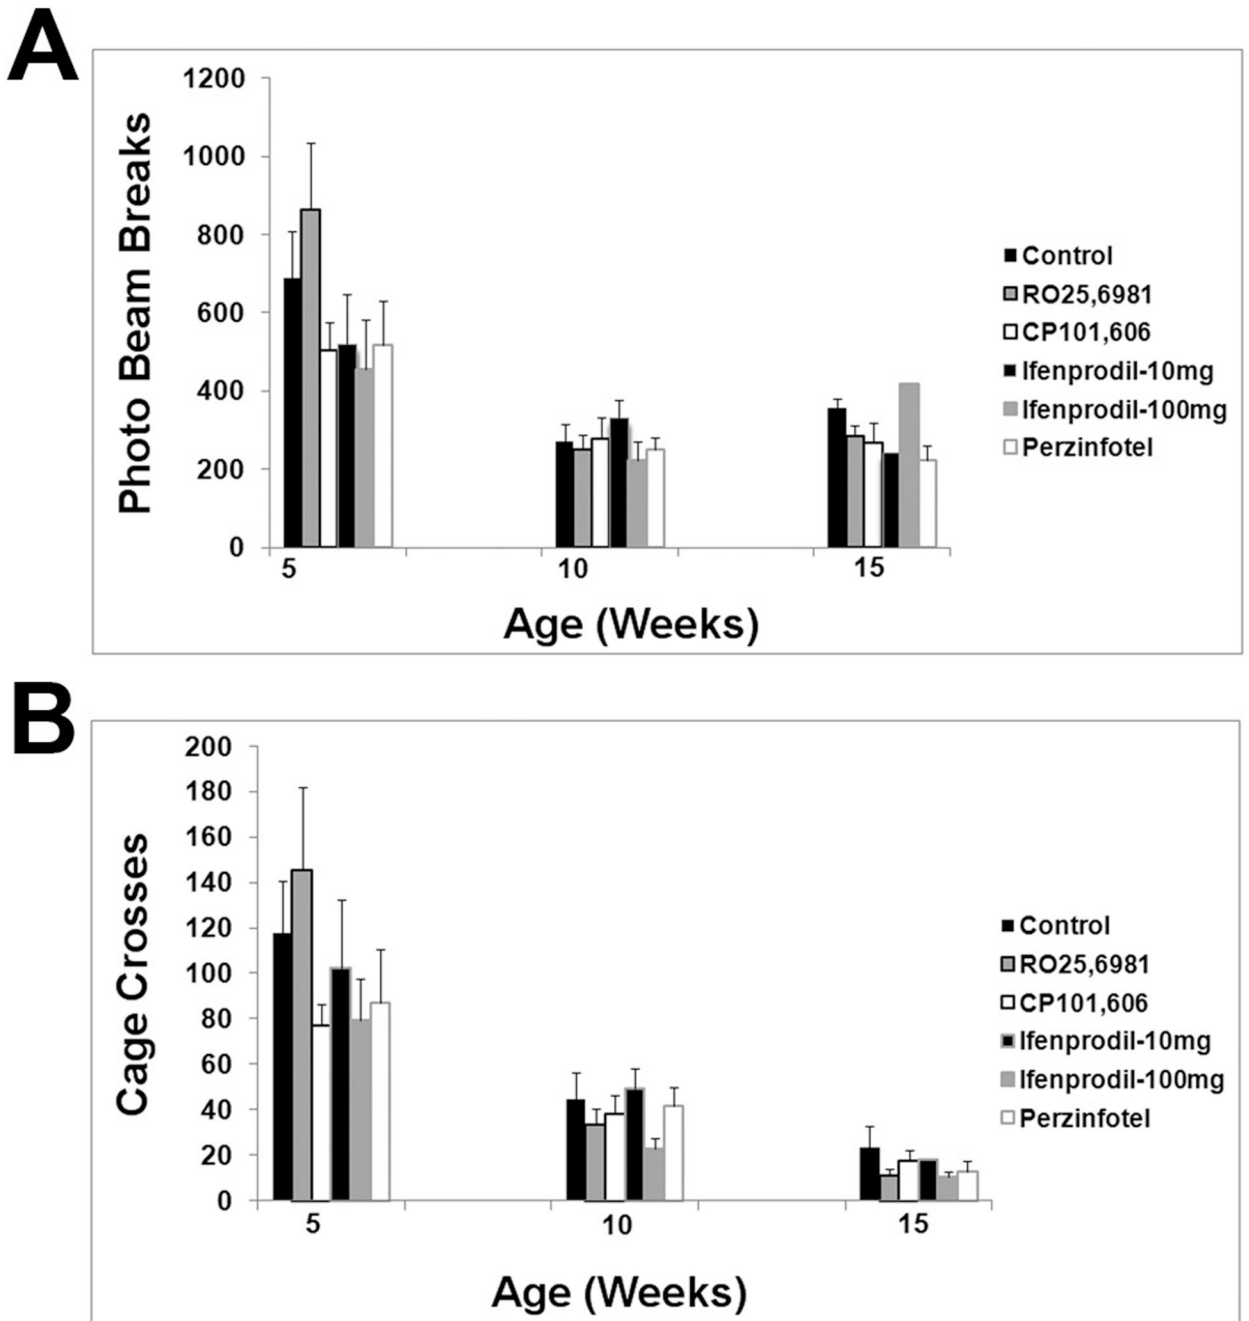 A
1200
1000
800
600
400
200
0
Photo Beam Breaks
5 10 15
Age (Weeks)
Control
RO25,6981
CP101,606
Ifenprodil-10mg
Ifenprodil-100mg
Perzinfotel
B
200
180
160
140
120
100
80
60
40
20
0
Cage Crosses
5 10 15
Age (Weeks)
Control
RO25,6981
CP101,606
Ifenprodil-10mg
Ifenprodil-100mg
Perzinfotel